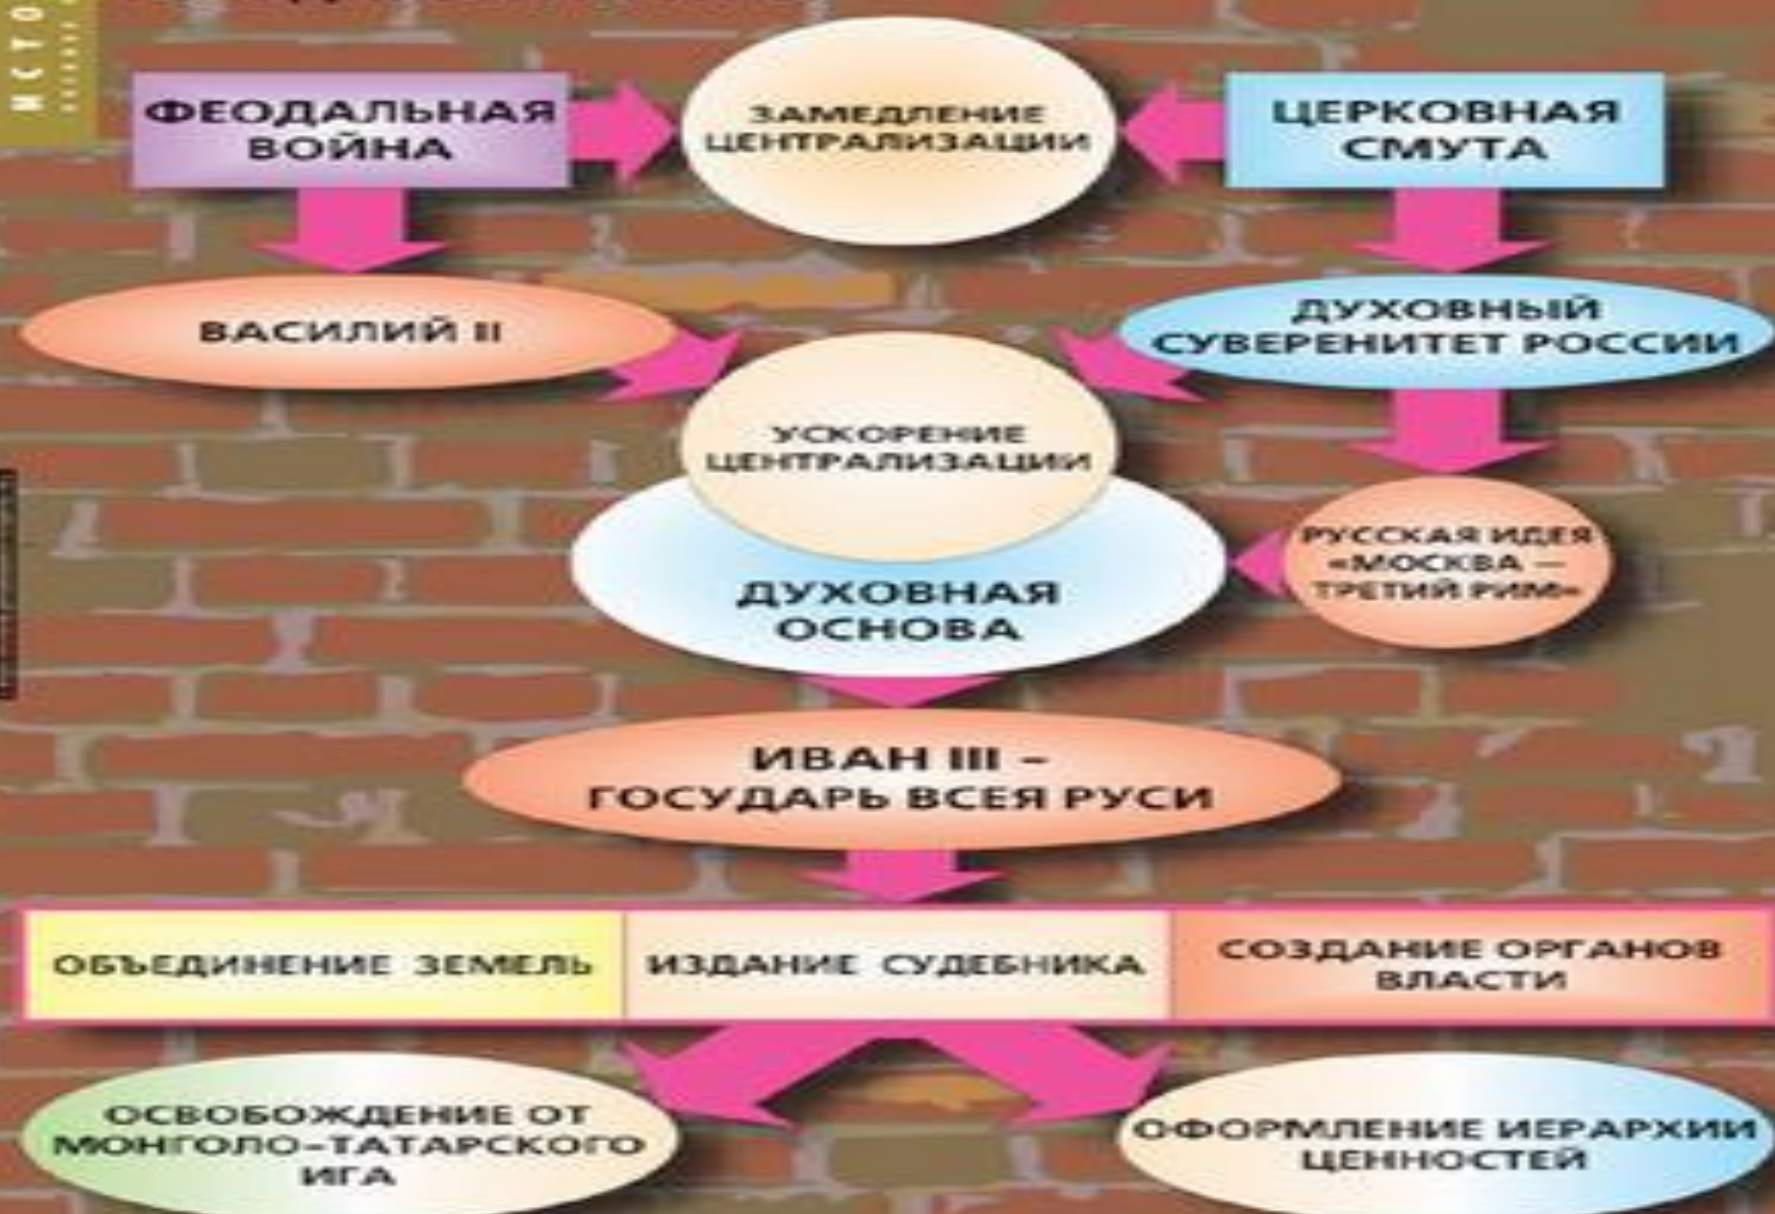 ИСТО
ФЕОДАЛЬНАЯ
ВОЙНА
ЗАМЕДЛЕНИЕ
ЦЕНТРАЛИЗАЦИИ
ЦЕРКОВНАЯ
СМУТА
ВАСИЛИЙ II
ДУХОВНЫЙ
СУВЕРЕНИТЕТ РОССИИ
УСКОРЕНИЕ
ЦЕНТРАЛИЗАЦИИ
ДУХОВНАЯ
ОСНОВА
РУССКАЯ ИДЕЯ
«МОСКВА —
ТРЕТИЙ РИМ»
ИВАН III –
ГОСУДАРЬ ВСЕЯ РУСИ
ОБЪЕДИНЕНИЕ ЗЕМЕЛЬ
ИЗДАНИЕ СУДЕБНИКА
СОЗДАНИЕ ОРГАНОВ
ВЛАСТИ
ОСВОБОЖДЕНИЕ ОТ
МОНГОЛО-ТАТАРСКОГО
ИГА
ОФОРМЛЕНИЕ ИЕРАРХИИ
ЦЕННОСТЕЙ